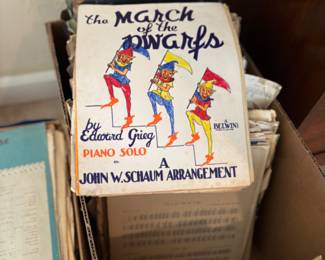 the MARCH
of the
DWARFS
by
Edward Grieg
PIANO SOLO
A
BELWIN
A
JOHN W. SCHAUM ARRANGEMENT